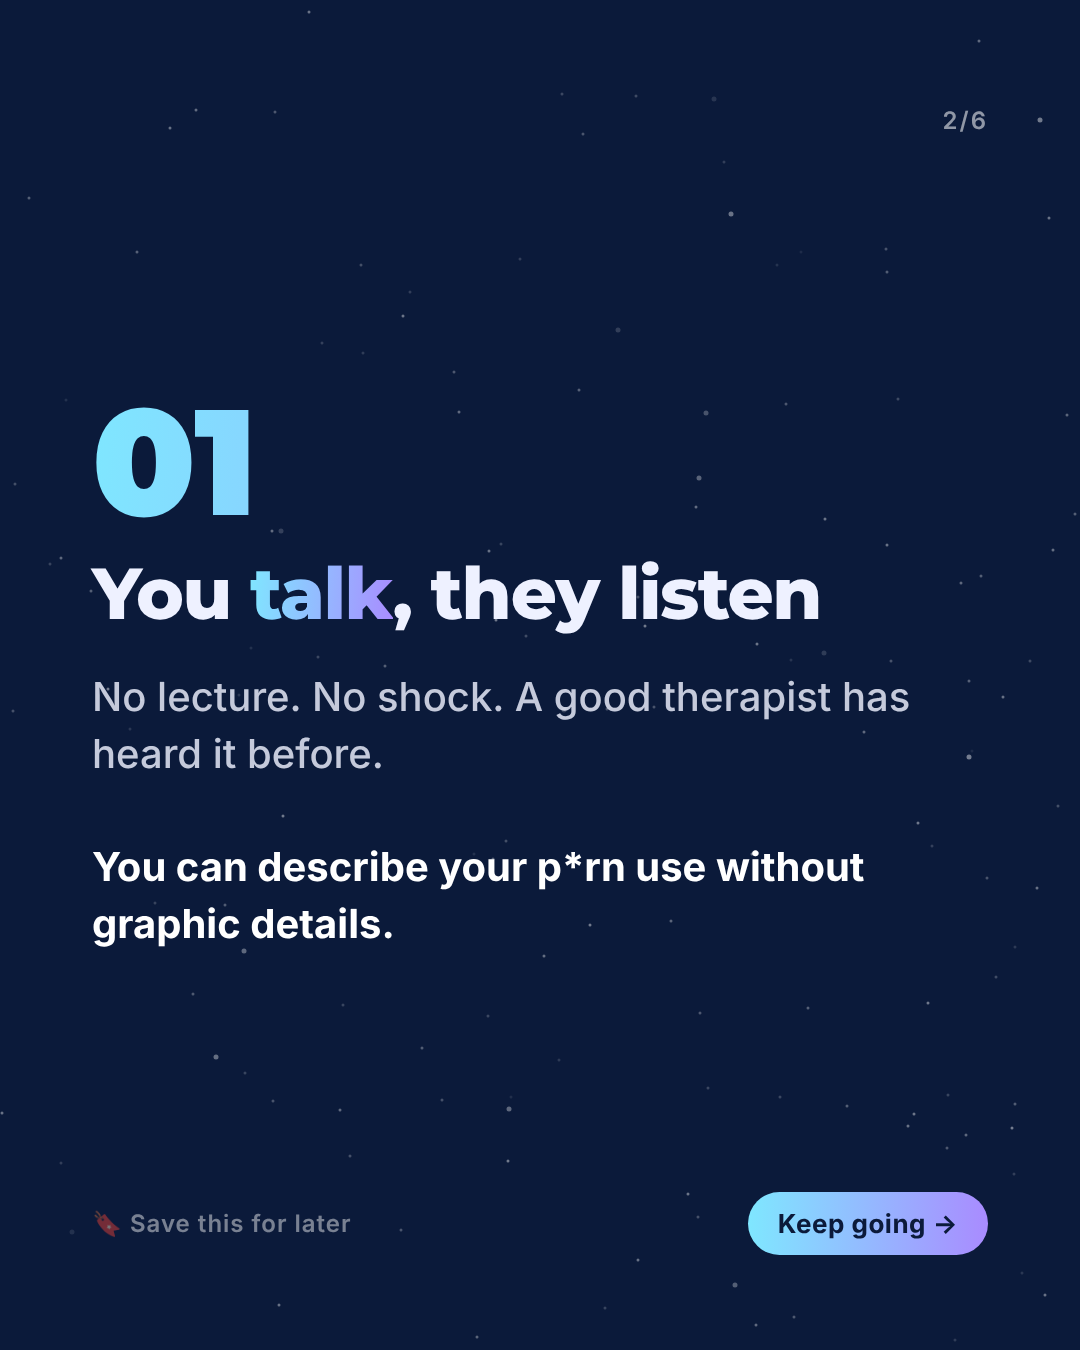 2/6
01
You talk, they listen
No lecture. No shock. A good therapist has
heard it before.
You can describe your p*rn use without
graphic details.
🔖 Save this for later
Keep going →